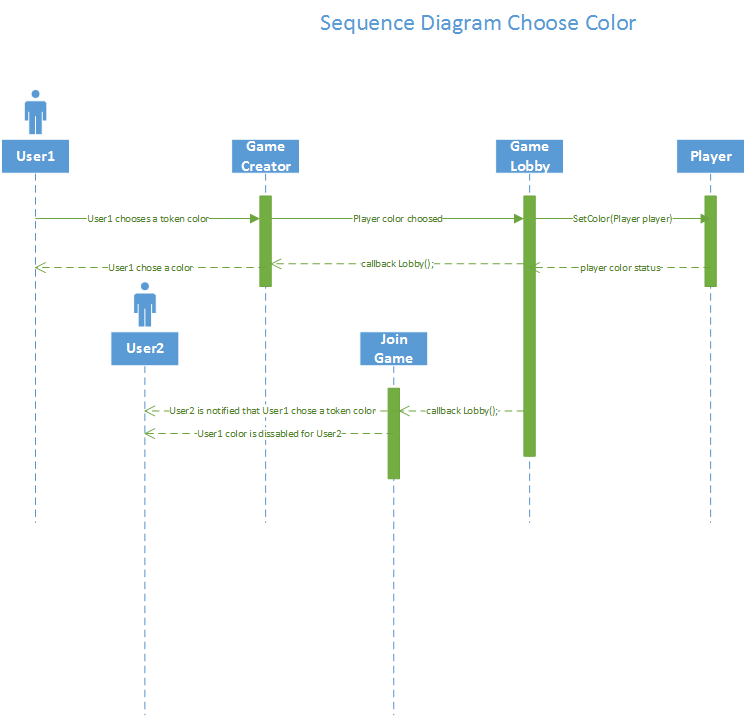 Sequence Diagram Choose Color
User1
Game
Creator
Game
Lobby
Player
User1 chooses a token color
Player color choosed
SetColor(Player player)
User1 chose a color
callback Lobby();
player color status
User2
Join
Game
User2 is notified that User1 chose a token color
callback Lobby();
User1 color is dissabled for User2